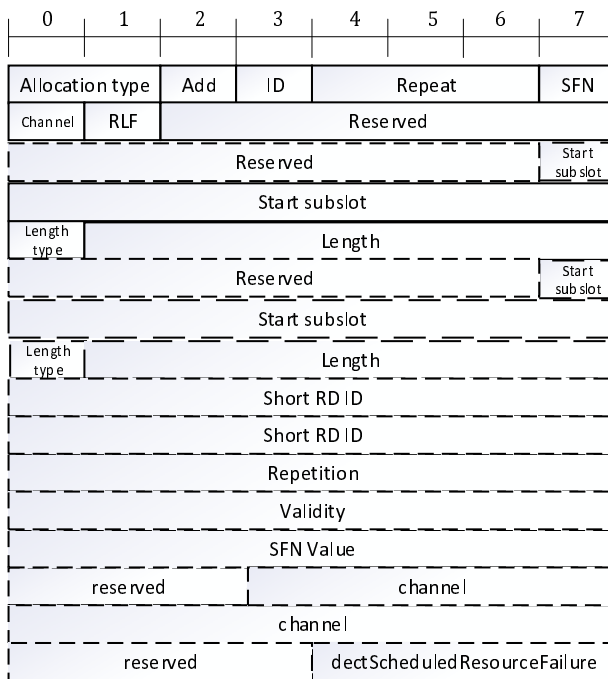 0 1 2 3 4 5 6 7
Allocation type Add ID Repeat SFN
Channel RLF Reserved
Reserved Start subslot
Start subslot
Length type Length
Reserved Start subslot
Start subslot
Length type Length
Short RD ID
Short RD ID
Repetition
Validity
SFN Value
reserved channel
channel
reserved dectScheduledResourceFailure